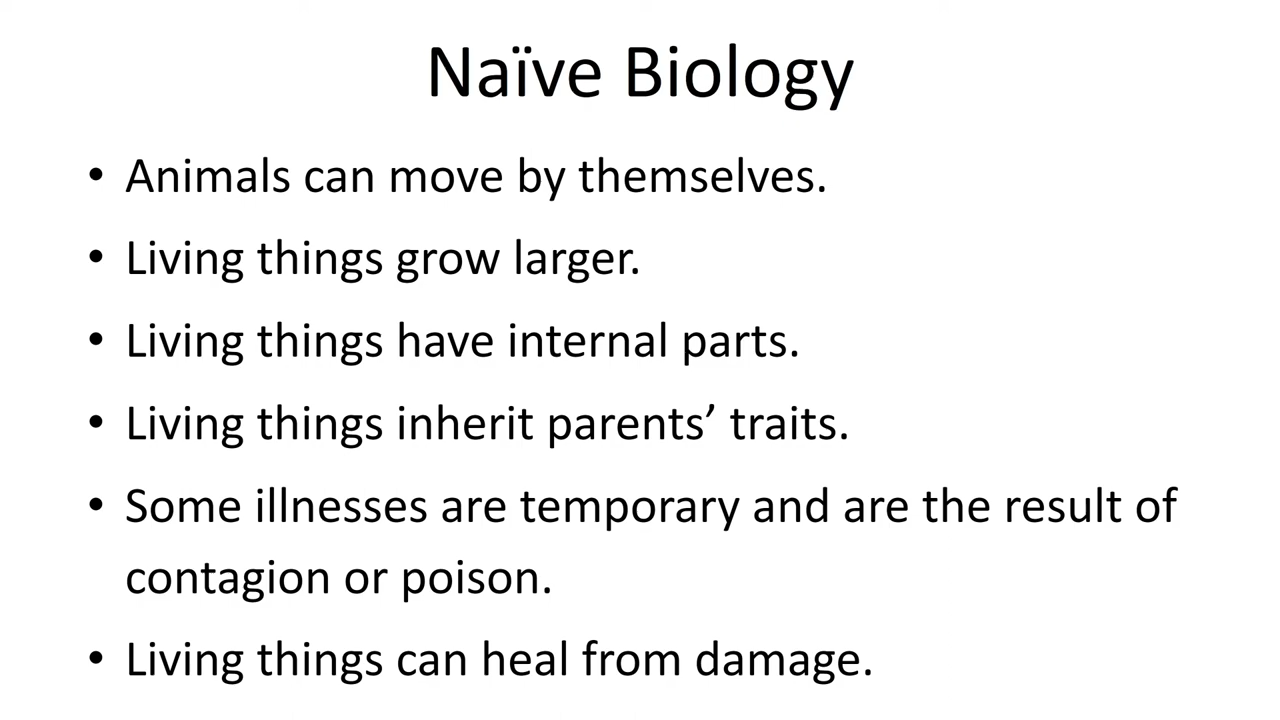 Naïve Biology
• Animals can move by themselves.
• Living things grow larger.
• Living things have internal parts.
• Living things inherit parents’ traits.
• Some illnesses are temporary and are the result of
contagion or poison.
• Living things can heal from damage.